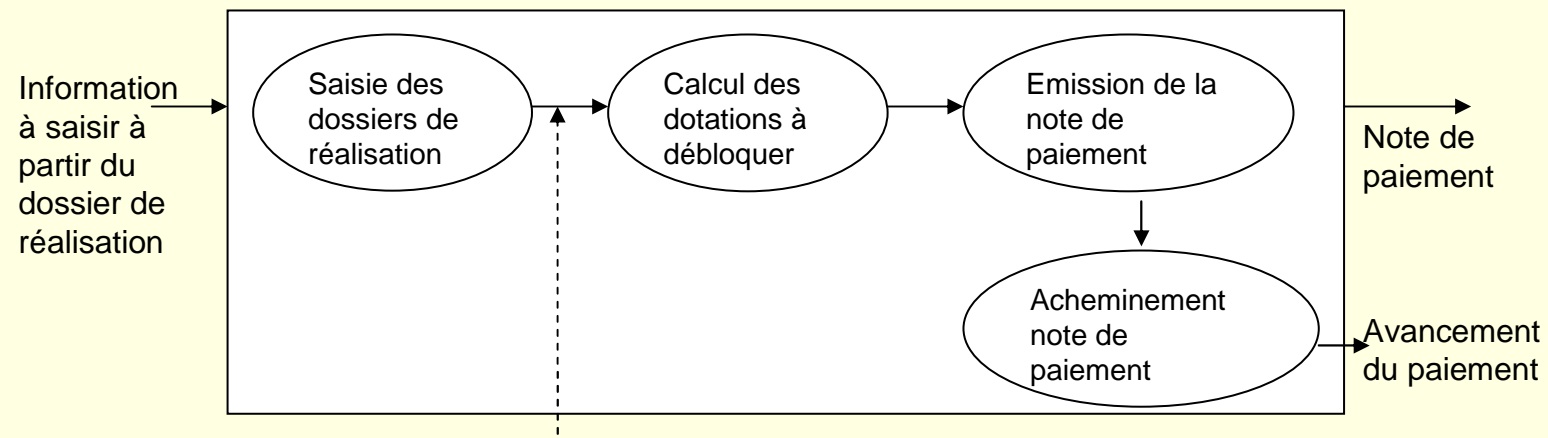 Information
à saisir à
partir du
dossier de
réalisation
Saisie des
dossiers de
réalisation
Calcul des
dotations à
débloquer
Emission de la
note de
paiement
Note de
paiement
Acheminement
note de
paiement
Avancement
du paiement